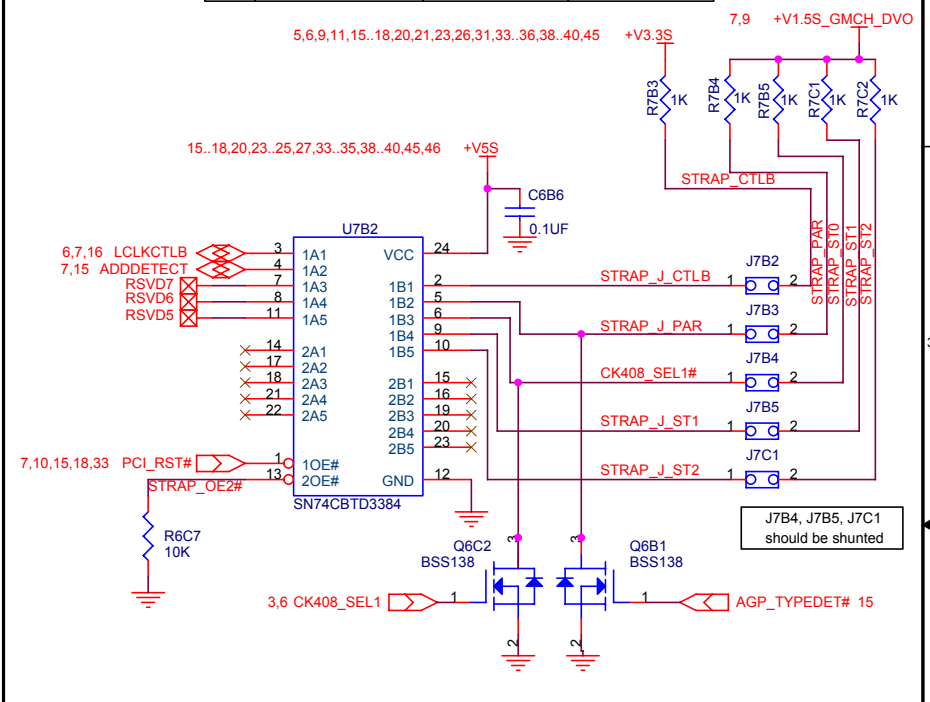 7,9 +V1.5S_GMCH_DVO
5,6,9,11,15..18,20,21,23,26,31,33..36,38..40,45 +V3.3S
R7B3 1K
R7B4 1K
R7B5 1K
R7C1 1K
R7C2 1K
15..18,20,23..25,27,33..35,38..40,45,46 +V5S
STRAP_CTLB
C6B6
0.1UF
STRAP_PAR
STRAP_ST0
STRAP_ST1
STRAP_ST2
U7B2
6,7,16 LCLKCTLB 3 1A1 VCC 24
7,15 ADDDETECT 4 1A2
RSVD7 7 1A3 1B1 2 STRAP_J_CTLB 1 J7B2 2
RSVD6 8 1A4 1B2 5
RSVD5 11 1A5 1B3 6
1B4 9 STRAP_J_PAR 1 J7B3 2
14 2A1 1B5 10
17 2A2
18 2A3 2B1 15 CK408_SEL1# 1 J7B4 2
21 2A4 2B2 16
22 2A5 2B3 19
2B4 20 STRAP_J_ST1 1 J7B5 2
2B5 23
7,10,15,18,33 PCI_RST# 1 1OE#
STRAP_OE2# 13 2OE# GND 12 STRAP_J_ST2 1 J7C1 2
SN74CBTD3384
R6C7
10K
J7B4, J7B5, J7C1
should be shunted
Q6C2
BSS138
3
3
Q6B1
BSS138
3,6 CK408_SEL1 1
1 AGP_TYPEDET# 15
2
2
3